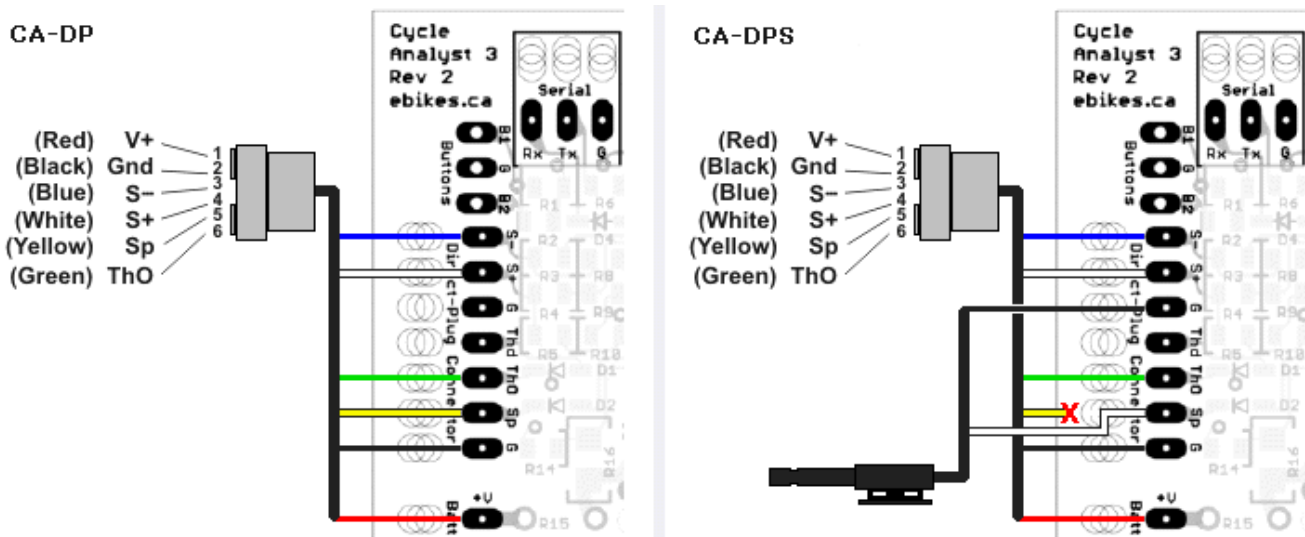 CA-DP
(Red) V+
(Black) Gnd
(Blue) S-
(White) S+
(Yellow) Sp
(Green) ThO
1
2
3
4
5
6
Cycle
Analyst 3
Rev 2
ebikes.ca
Serial
Rx Tx G
B1
G
B2
Buttons
S-
S+
G
Thd
ThO
Sp
G
Dir ct-Plug Connector
+V
Batt
R1 R6
R2 D4
R3 R8
R4 R9
R5 R10
D1
D2
R14
R16
R15
CA-DPS
(Red) V+
(Black) Gnd
(Blue) S-
(White) S+
(Yellow) Sp
(Green) ThO
1
2
3
4
5
6
Cycle
Analyst 3
Rev 2
ebikes.ca
Serial
Rx Tx G
B1
G
B2
Buttons
S-
S+
G
Thd
ThO
Sp
G
Dir ct-Plug Connector
X
+V
Batt
R1 R6
R2 D4
R3 R8
R4 R9
R5 R10
D1
D2
R14
R16
R15